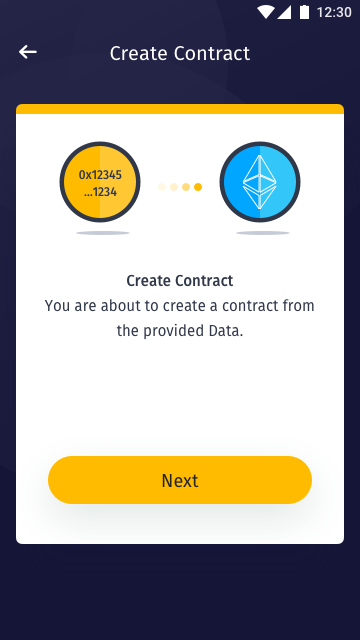 12:30
Create Contract
0x12345
...1234
Create Contract
You are about to create a contract from
the provided Data.
Next